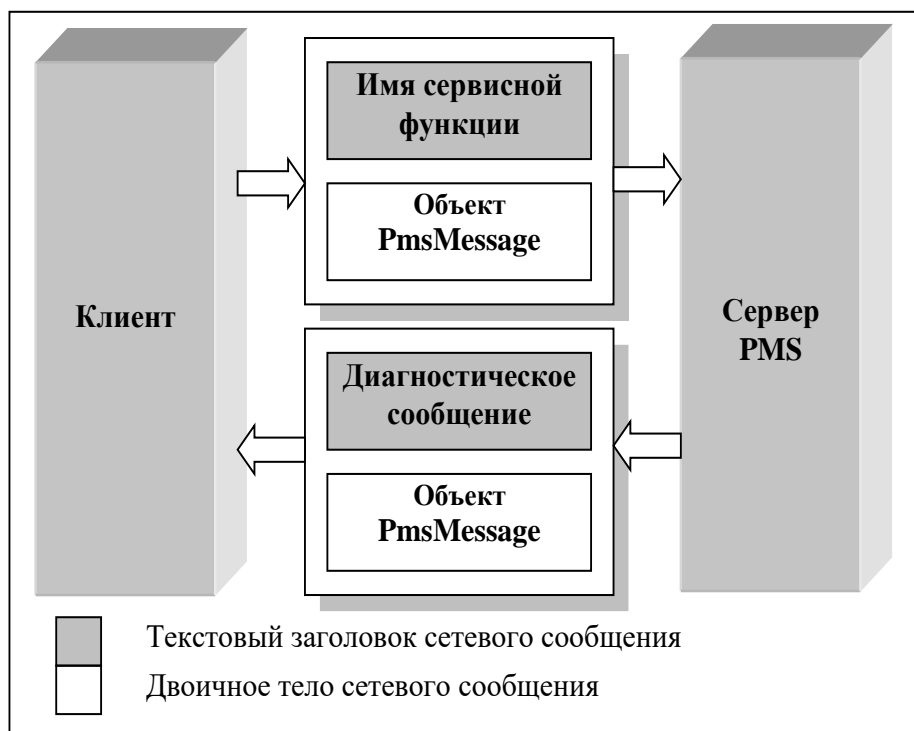 Клиент
Имя сервисной
функции
Объект
PmsMessage
Сервер
PMS
Диагностическое
сообщение
Объект
PmsMessage
Текстовый заголовок сетевого сообщения
Двоичное тело сетевого сообщения